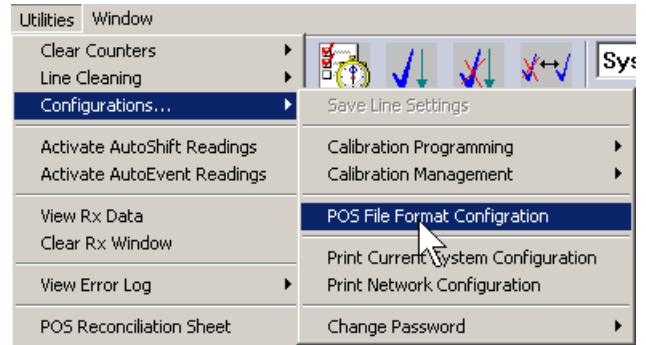 Utilities Window
Clear Counters
Line Cleaning
Configurations...
Activate AutoShift Readings
Activate AutoEvent Readings
View Rx Data
Clear Rx Window
View Error Log
POS Reconciliation Sheet
Sys
Save Line Settings
Calibration Programming
Calibration Management
POS File Format Configration
Print Current System Configuration
Print Network Configuration
Change Password